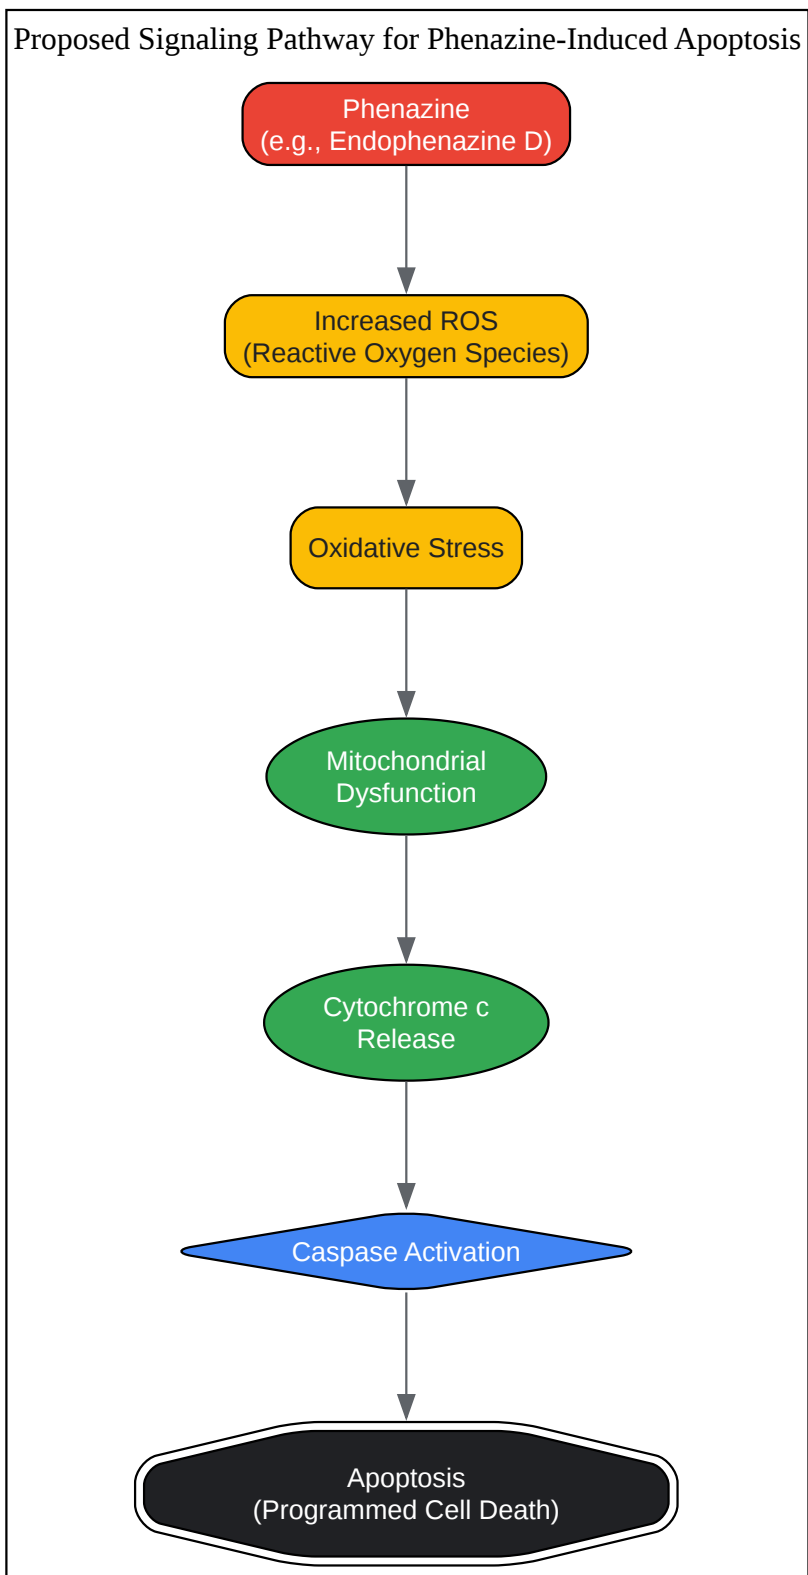 Proposed Signaling Pathway for Phenazine-Induced Apoptosis
Phenazine
(e.g., Endophenazine D)
Increased ROS
(Reactive Oxygen Species)
Oxidative Stress
Mitochondrial
Dysfunction
Cytochrome c
Release
Caspase Activation
Apoptosis
(Programmed Cell Death)